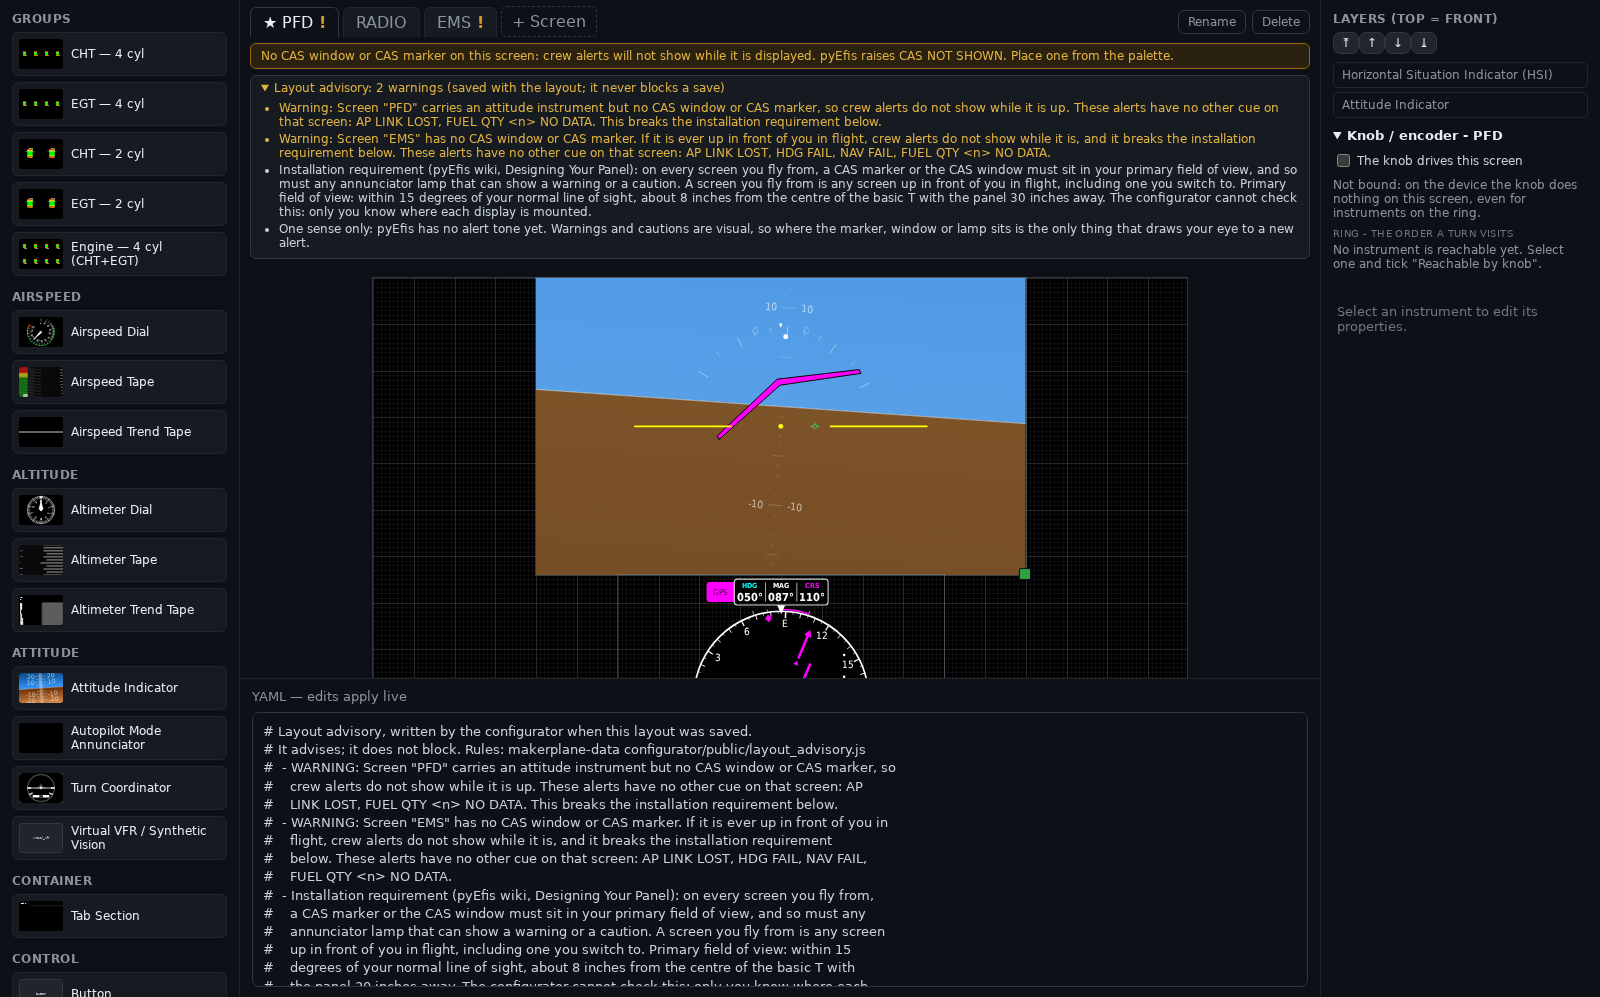 GROUPS
CHT — 4 cyl
EGT — 4 cyl
CHT — 2 cyl
EGT — 2 cyl
Engine — 4 cyl
(CHT+EGT)
AIRSPEED
Airspeed Dial
Airspeed Tape
Airspeed Trend Tape
ALTITUDE
Altimeter Dial
Altimeter Tape
Altimeter Trend Tape
ATTITUDE
Attitude Indicator
Autopilot Mode
Annunciator
Turn Coordinator
Virtual VFR / Synthetic
Vision
CONTAINER
Tab Section
CONTROL
Button
★ PFD !
RADIO
EMS !
+ Screen
Rename
Delete
No CAS window or CAS marker on this screen: crew alerts will not show while it is displayed. pyEfis raises CAS NOT SHOWN. Place one from the palette.
▼ Layout advisory: 2 warnings (saved with the layout; it never blocks a save)
• Warning: Screen "PFD" carries an attitude instrument but no CAS window or CAS marker, so crew alerts do not show while it is up. These alerts have no other cue on
that screen: AP LINK LOST, FUEL QTY <n> NO DATA. This breaks the installation requirement below.
• Warning: Screen "EMS" has no CAS window or CAS marker. If it is ever up in front of you in flight, crew alerts do not show while it is, and it breaks the installation
requirement below. These alerts have no other cue on that screen: AP LINK LOST, HDG FAIL, NAV FAIL, FUEL QTY <n> NO DATA.
• Installation requirement (pyEfis wiki, Designing Your Panel): on every screen you fly from, a CAS marker or the CAS window must sit in your primary field of view, and so
must any annunciator lamp that can show a warning or a caution. A screen you fly from is any screen up in front of you in flight, including one you switch to. Primary
field of view: within 15 degrees of your normal line of sight, about 8 inches from the centre of the basic T with the panel 30 inches away. The configurator cannot check
this: only you know where each display is mounted.
• One sense only: pyEfis has no alert tone yet. Warnings and cautions are visual, so where the marker, window or lamp sits is the only thing that draws your eye to a new
alert.
10 10
-10 -10
GPS
HDG MAG CRS
050° 087° 110°
3
6
E
12
15
YAML — edits apply live
# Layout advisory, written by the configurator when this layout was saved.
# It advises; it does not block. Rules: makerplane-data configurator/public/layout_advisory.js
#  - WARNING: Screen "PFD" carries an attitude instrument but no CAS window or CAS marker, so
#    crew alerts do not show while it is up. These alerts have no other cue on that screen: AP
#    LINK LOST, FUEL QTY <n> NO DATA. This breaks the installation requirement below.
#  - WARNING: Screen "EMS" has no CAS window or CAS marker. If it is ever up in front of you in
#    flight, crew alerts do not show while it is, and it breaks the installation requirement
#    below. These alerts have no other cue on that screen: AP LINK LOST, HDG FAIL, NAV FAIL,
#    FUEL QTY <n> NO DATA.
#  - Installation requirement (pyEfis wiki, Designing Your Panel): on every screen you fly from,
#    a CAS marker or the CAS window must sit in your primary field of view, and so must any
#    annunciator lamp that can show a warning or a caution. A screen you fly from is any screen
#    up in front of you in flight, including one you switch to. Primary field of view: within 15
#    degrees of your normal line of sight, about 8 inches from the centre of the basic T with
#    the panel 30 inches away. The configurator cannot check this: only you know where each
LAYERS (TOP = FRONT)
⤒ ↑ ↓ ⤓
Horizontal Situation Indicator (HSI)
Attitude Indicator
▼ Knob / encoder - PFD
The knob drives this screen
Not bound: on the device the knob does
nothing on this screen, even for
instruments on the ring.
RING - THE ORDER A TURN VISITS
No instrument is reachable yet. Select
one and tick "Reachable by knob".
Select an instrument to edit its
properties.